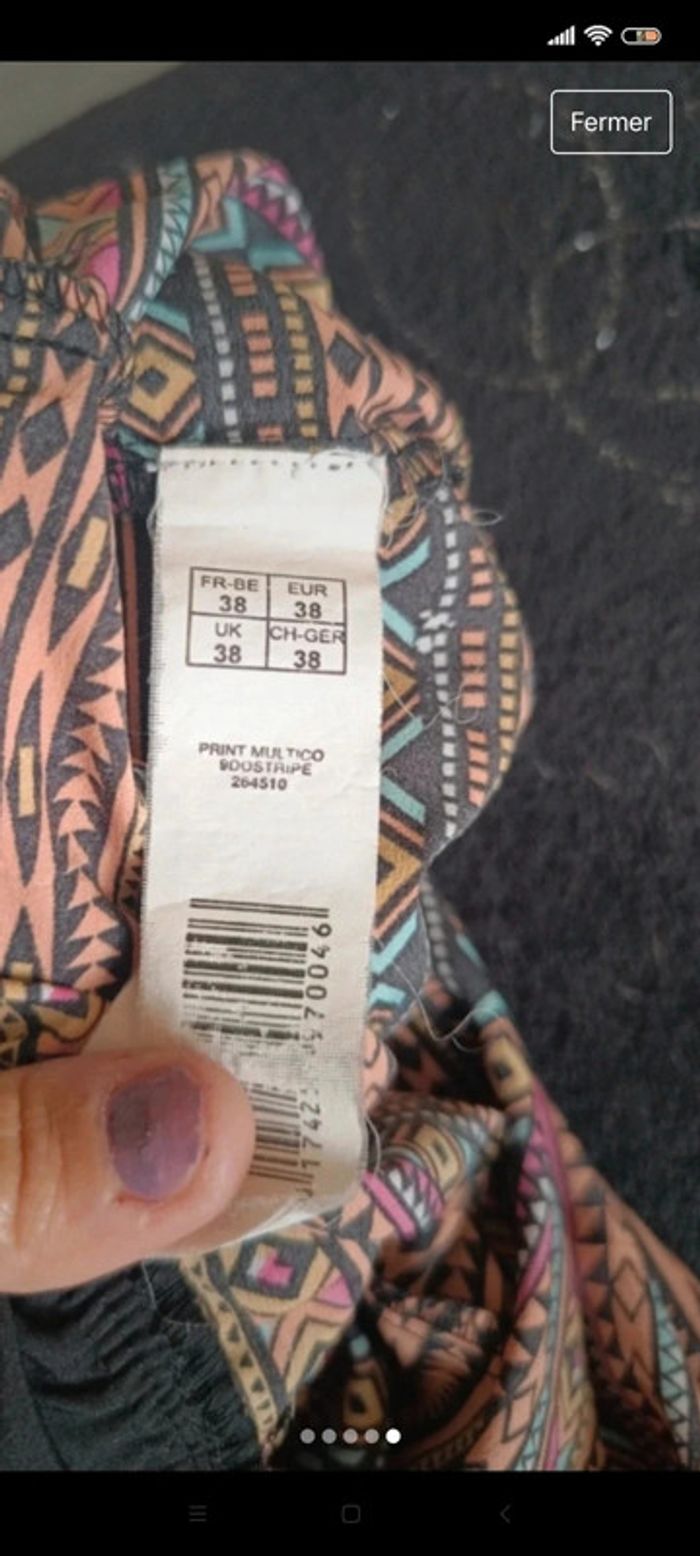 Fermer
FR-BE EUR
38 38
UK CH-GER
38 38
PRINT MULTICO
900STRIPE
264510